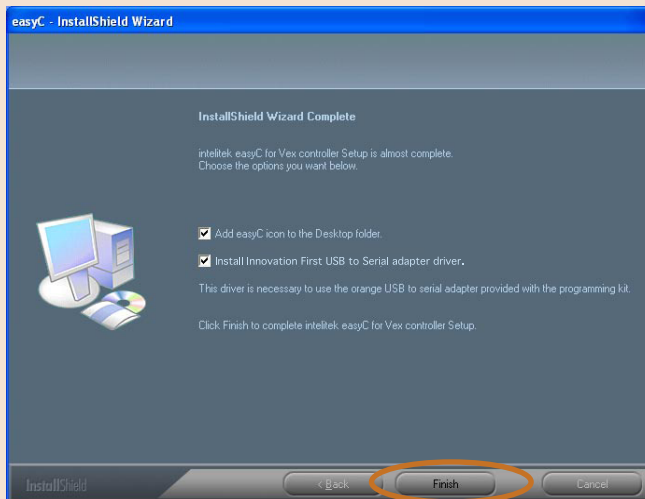 easyC - InstallShield Wizard
InstallShield Wizard Complete
intelitek easyC for Vex controller Setup is almost complete.
Choose the options you want below.
Add easyC icon to the Desktop folder.
Install Innovation First USB to Serial adapter driver.
This driver is necessary to use the orange USB to serial adapter provided with the programming kit.
Click Finish to complete intelitek easyC for Vex controller Setup.
InstallShield
< Back
Finish
Cancel